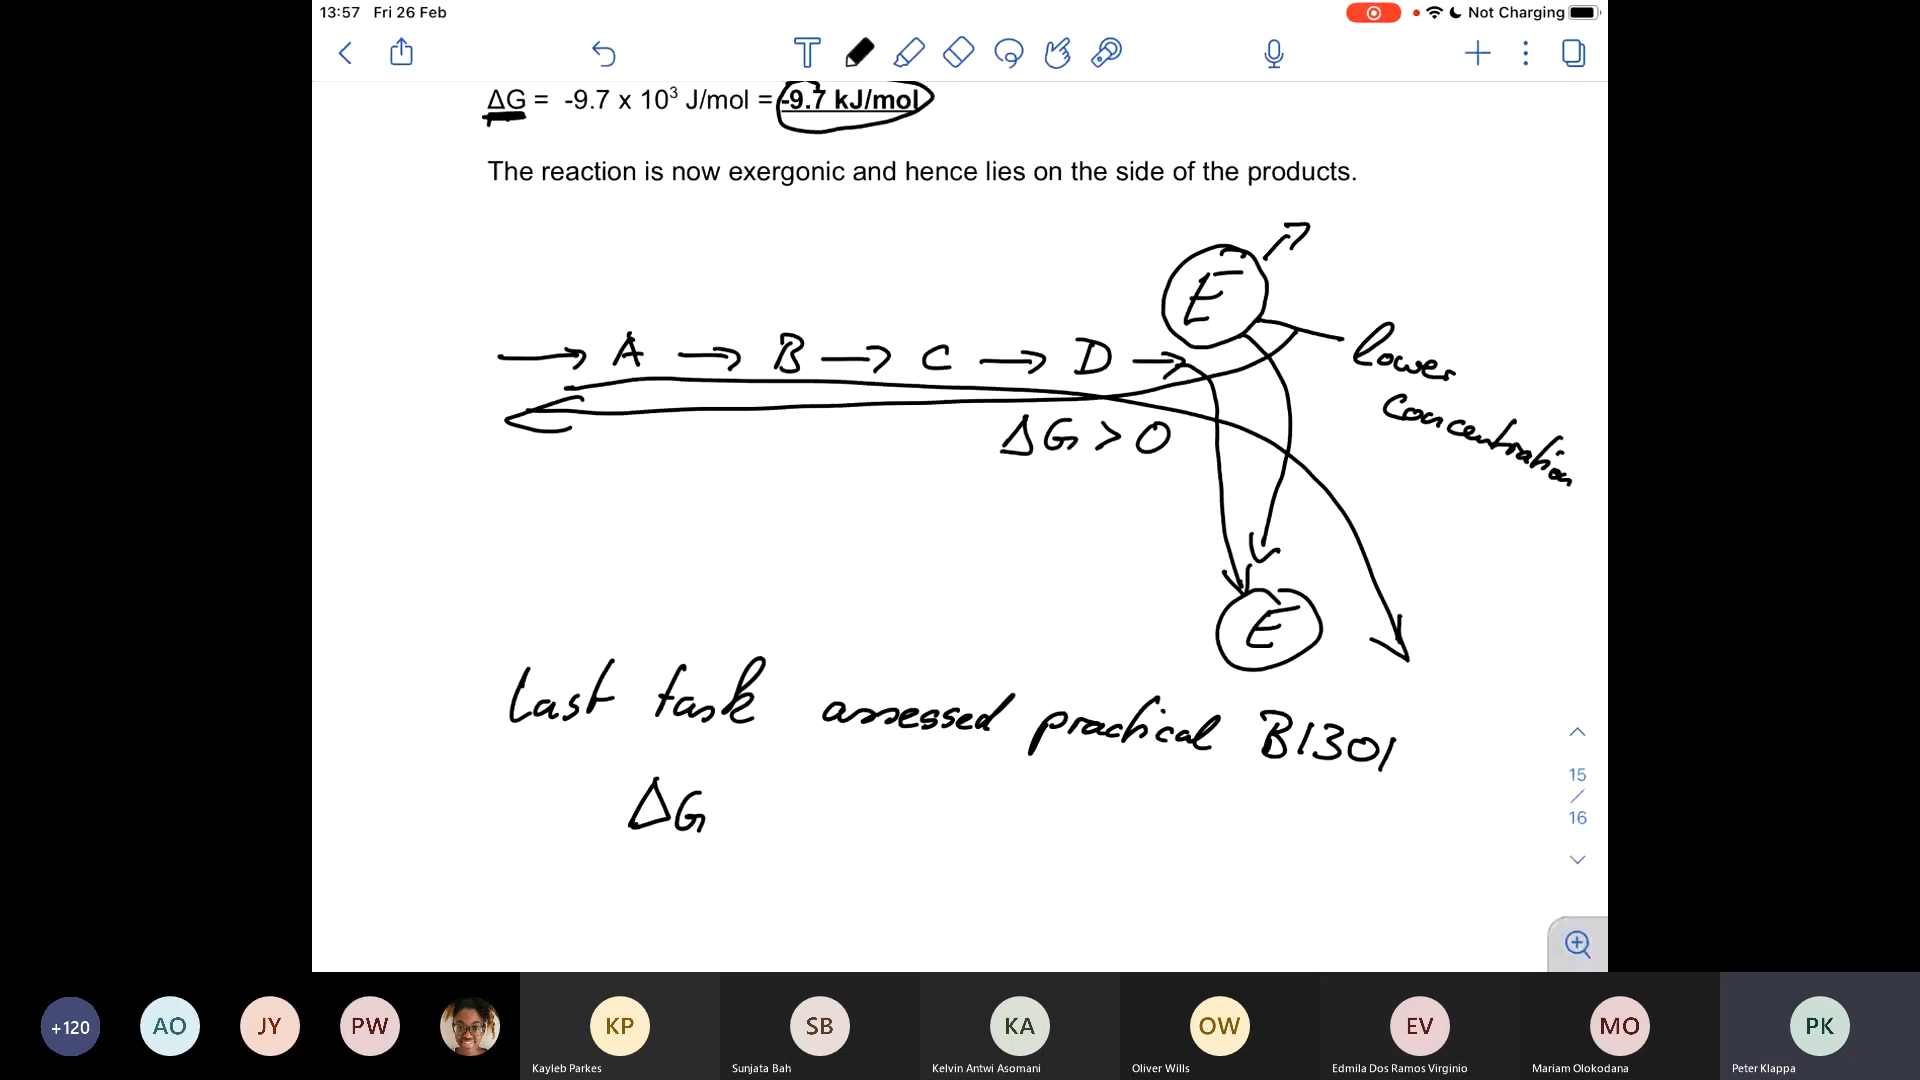 13:57 Fri 26 Feb Not Charging
ΔG = -9.7 x 10³ J/mol = -9.7 kJ/mol
The reaction is now exergonic and hence lies on the side of the products.
E
→ A → B → C → D →
lower
concentration
ΔG > 0
E
last task assessed practical BI301
ΔG
15
/
16
+120 AO JY PW KP SB KA OW EV MO PK
Kayleb Parkes Sunjata Bah Kelvin Antwi Asomani Oliver Wills Edmila Dos Ramos Virginio Mariam Olokodana Peter Klappa